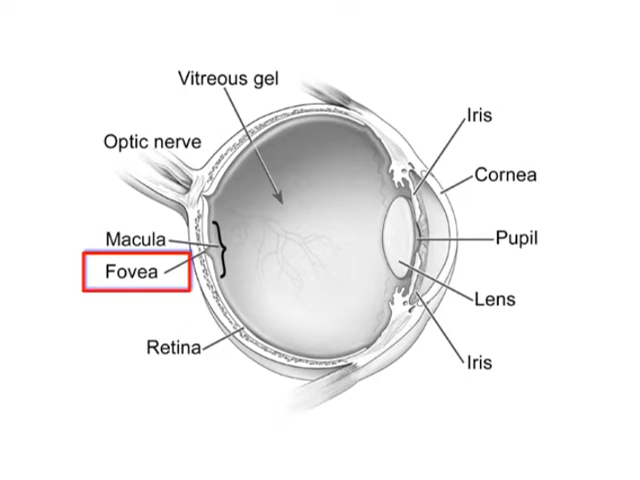 Vitreous gel
Iris
Optic nerve
Cornea
Macula
Pupil
Fovea
Lens
Retina
Iris